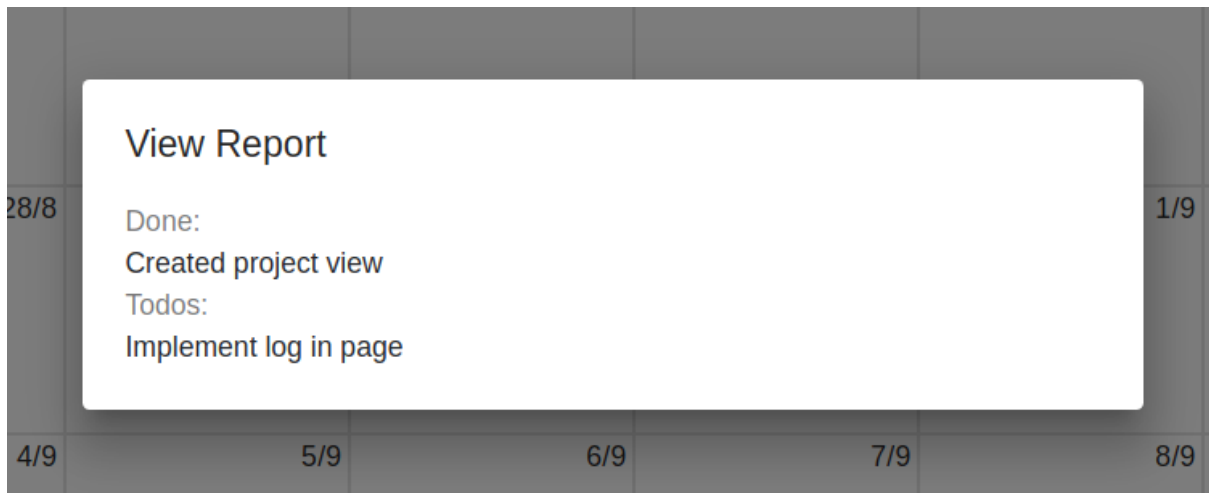 View Report
Done:
Created project view
Todos:
Implement log in page
28/8
1/9
4/9
5/9
6/9
7/9
8/9